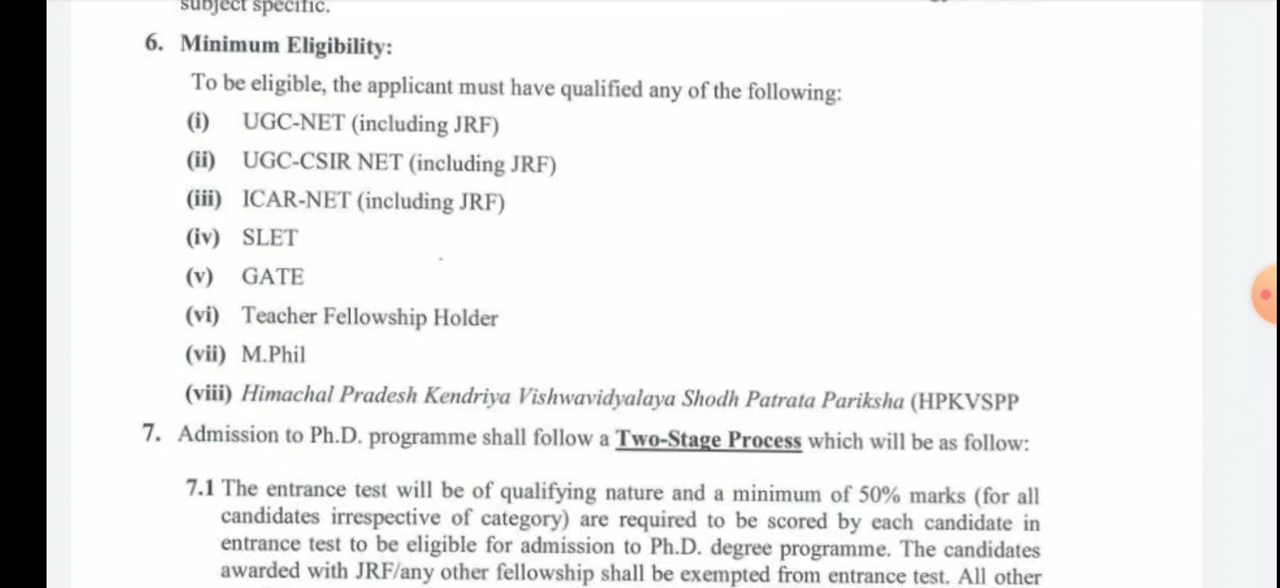 subject specific.
6. Minimum Eligibility:
To be eligible, the applicant must have qualified any of the following:
(i) UGC-NET (including JRF)
(ii) UGC-CSIR NET (including JRF)
(iii) ICAR-NET (including JRF)
(iv) SLET
(v) GATE
(vi) Teacher Fellowship Holder
(vii) M.Phil
(viii) Himachal Pradesh Kendriya Vishwavidyalaya Shodh Patrata Pariksha (HPKVSPP
7. Admission to Ph.D. programme shall follow a Two-Stage Process which will be as follow:
7.1 The entrance test will be of qualifying nature and a minimum of 50% marks (for all
candidates irrespective of category) are required to be scored by each candidate in
entrance test to be eligible for admission to Ph.D. degree programme. The candidates
awarded with JRF/any other fellowship shall be exempted from entrance test. All other